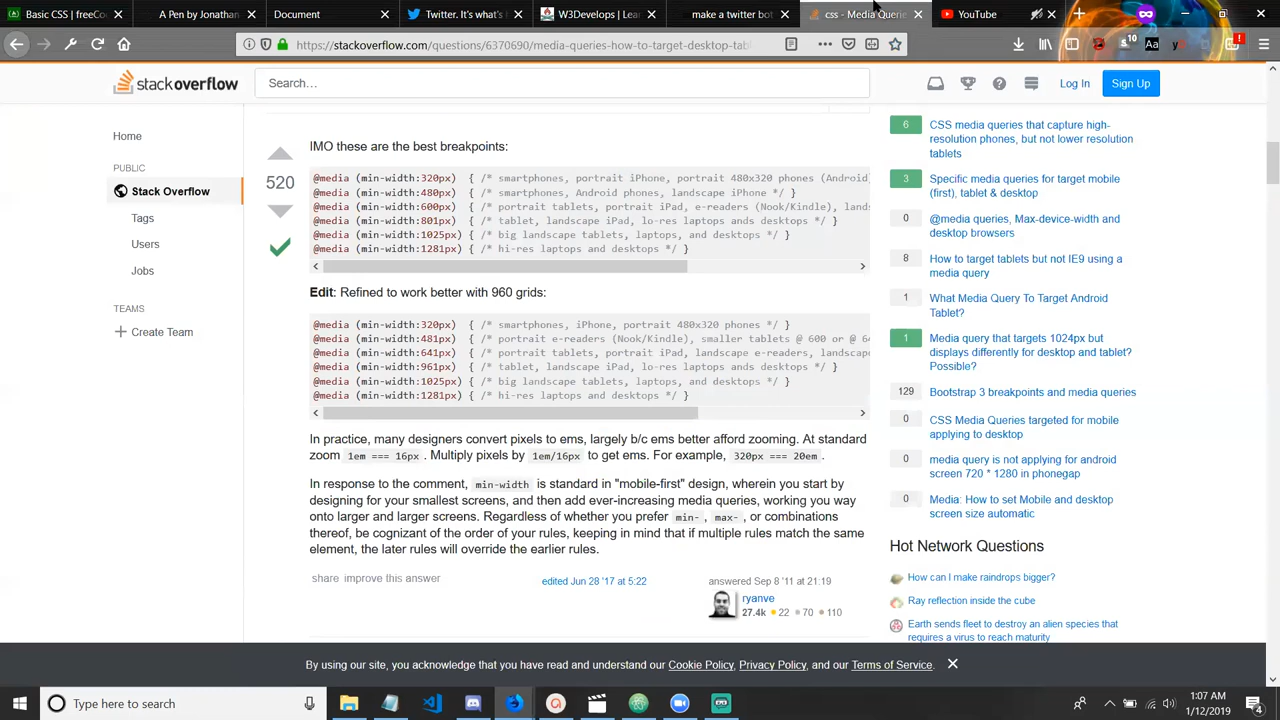 Basic CSS | freeCo
A Pen by Jonathan
Document
Twitter. It's what's
W3Develops | Lear
make a twitter bot
css - Media Querie
YouTube
https://stackoverflow.com/questions/6370690/media-queries-how-to-target-desktop-tab
10
Aa
stackoverflow
Search…
Log In
Sign Up
Home
PUBLIC
Stack Overflow
Tags
Users
Jobs
TEAMS
Create Team
IMO these are the best breakpoints:
520
@media (min-width:320px) { /* smartphones, portrait iPhone, portrait 480x320 phones (Android)
@media (min-width:480px) { /* smartphones, Android phones, landscape iPhone */ }
@media (min-width:600px) { /* portrait tablets, portrait iPad, e-readers (Nook/Kindle), lands
@media (min-width:801px) { /* tablet, landscape iPad, lo-res laptops ands desktops */ }
@media (min-width:1025px) { /* big landscape tablets, laptops, and desktops */ }
@media (min-width:1281px) { /* hi-res laptops and desktops */ }
Edit: Refined to work better with 960 grids:
@media (min-width:320px) { /* smartphones, iPhone, portrait 480x320 phones */ }
@media (min-width:481px) { /* portrait e-readers (Nook/Kindle), smaller tablets @ 600 or @ 64
@media (min-width:641px) { /* portrait tablets, portrait iPad, landscape e-readers, landscape
@media (min-width:961px) { /* tablet, landscape iPad, lo-res laptops ands desktops */ }
@media (min-width:1025px) { /* big landscape tablets, laptops, and desktops */ }
@media (min-width:1281px) { /* hi-res laptops and desktops */ }
In practice, many designers convert pixels to ems, largely b/c ems better afford zooming. At standard
zoom 1em === 16px . Multiply pixels by 1em/16px to get ems. For example, 320px === 20em .
In response to the comment, min-width is standard in "mobile-first" design, wherein you start by
designing for your smallest screens, and then add ever-increasing media queries, working you way
onto larger and larger screens. Regardless of whether you prefer min- , max- , or combinations
thereof, be cognizant of the order of your rules, keeping in mind that if multiple rules match the same
element, the later rules will override the earlier rules.
share improve this answer
edited Jun 28 '17 at 5:22
answered Sep 8 '11 at 21:19
ryanve
27.4k 22 70 110
6 CSS media queries that capture high-
resolution phones, but not lower resolution
tablets
3 Specific media queries for target mobile
(first), tablet & desktop
0 @media queries, Max-device-width and
desktop browsers
8 How to target tablets but not IE9 using a
media query
1 What Media Query To Target Android
Tablet?
1 Media query that targets 1024px but
displays differently for desktop and tablet?
Possible?
129 Bootstrap 3 breakpoints and media queries
0 CSS Media Queries targeted for mobile
applying to desktop
0 media query is not applying for android
screen 720 * 1280 in phonegap
0 Media: How to set Mobile and desktop
screen size automatic
Hot Network Questions
How can I make raindrops bigger?
Ray reflection inside the cube
Earth sends fleet to destroy an alien species that
requires a virus to reach maturity
By using our site, you acknowledge that you have read and understand our Cookie Policy, Privacy Policy, and our Terms of Service.
Type here to search
1:07 AM
1/12/2019
4